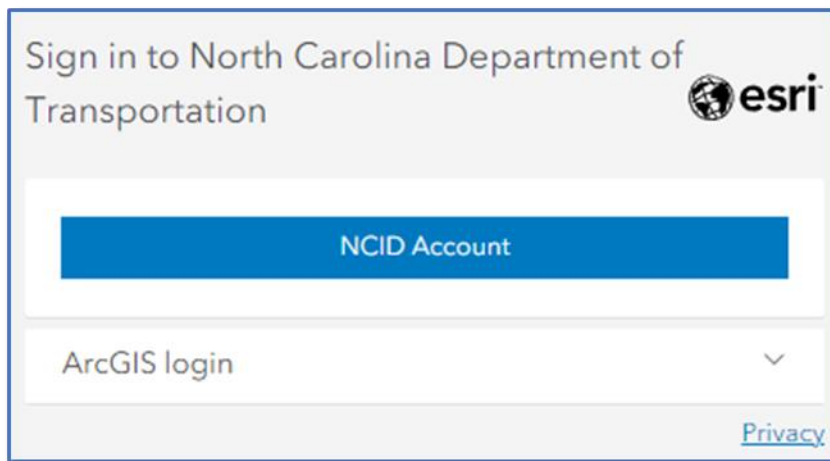 Sign in to North Carolina Department of
Transportation
esri
NCID Account
ArcGIS login
Privacy